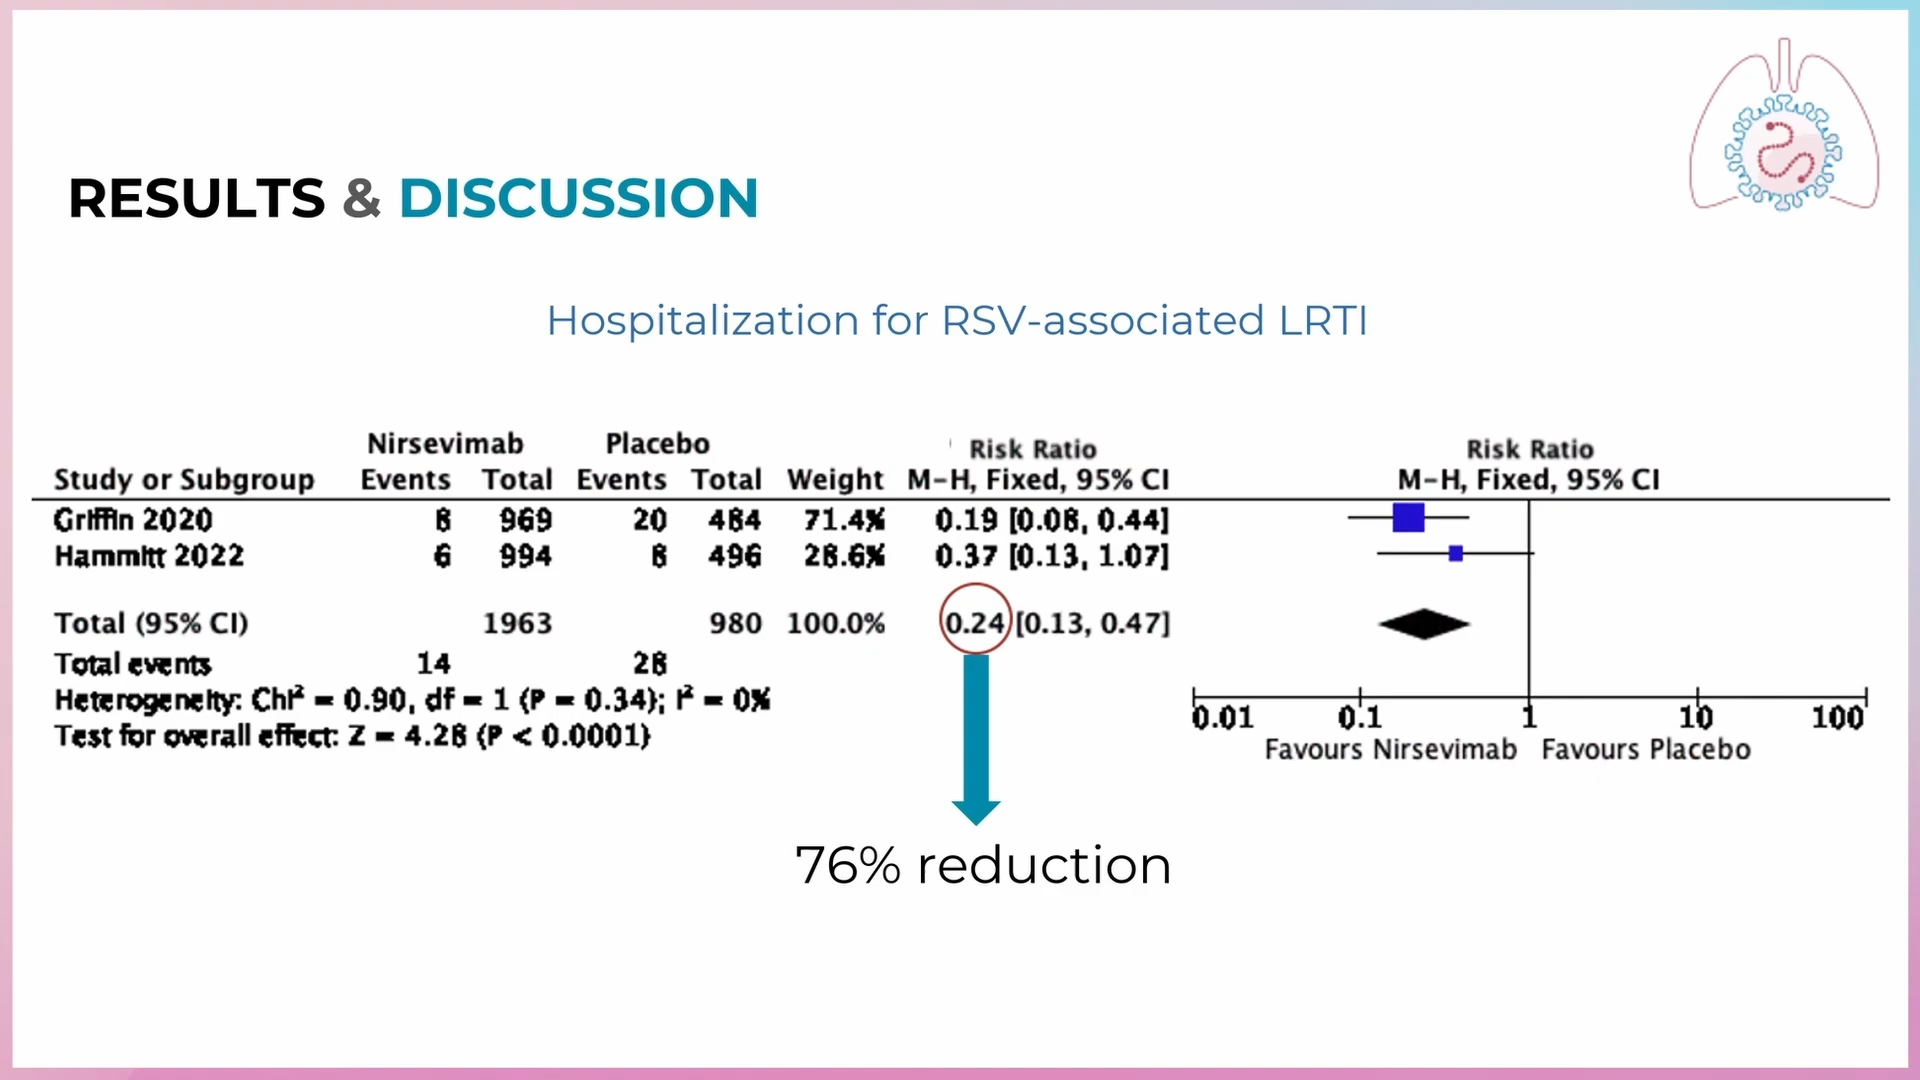 RESULTS & DISCUSSION
Hospitalization for RSV-associated LRTI
Nirsevimab Placebo Risk Ratio Risk Ratio
Study or Subgroup Events Total Events Total Weight M-H, Fixed, 95% CI M-H, Fixed, 95% CI
Griffin 2020 8 969 20 484 71.4% 0.19 [0.08, 0.44]
Hammitt 2022 6 994 8 496 28.6% 0.37 [0.13, 1.07]
Total (95% CI) 1963 980 100.0% 0.24 [0.13, 0.47]
Total events 14 28
Heterogeneity: Chi² = 0.90, df = 1 (P = 0.34); I² = 0%
Test for overall effect: Z = 4.28 (P < 0.0001)
0.01 0.1 1 10 100
Favours Nirsevimab Favours Placebo
76% reduction